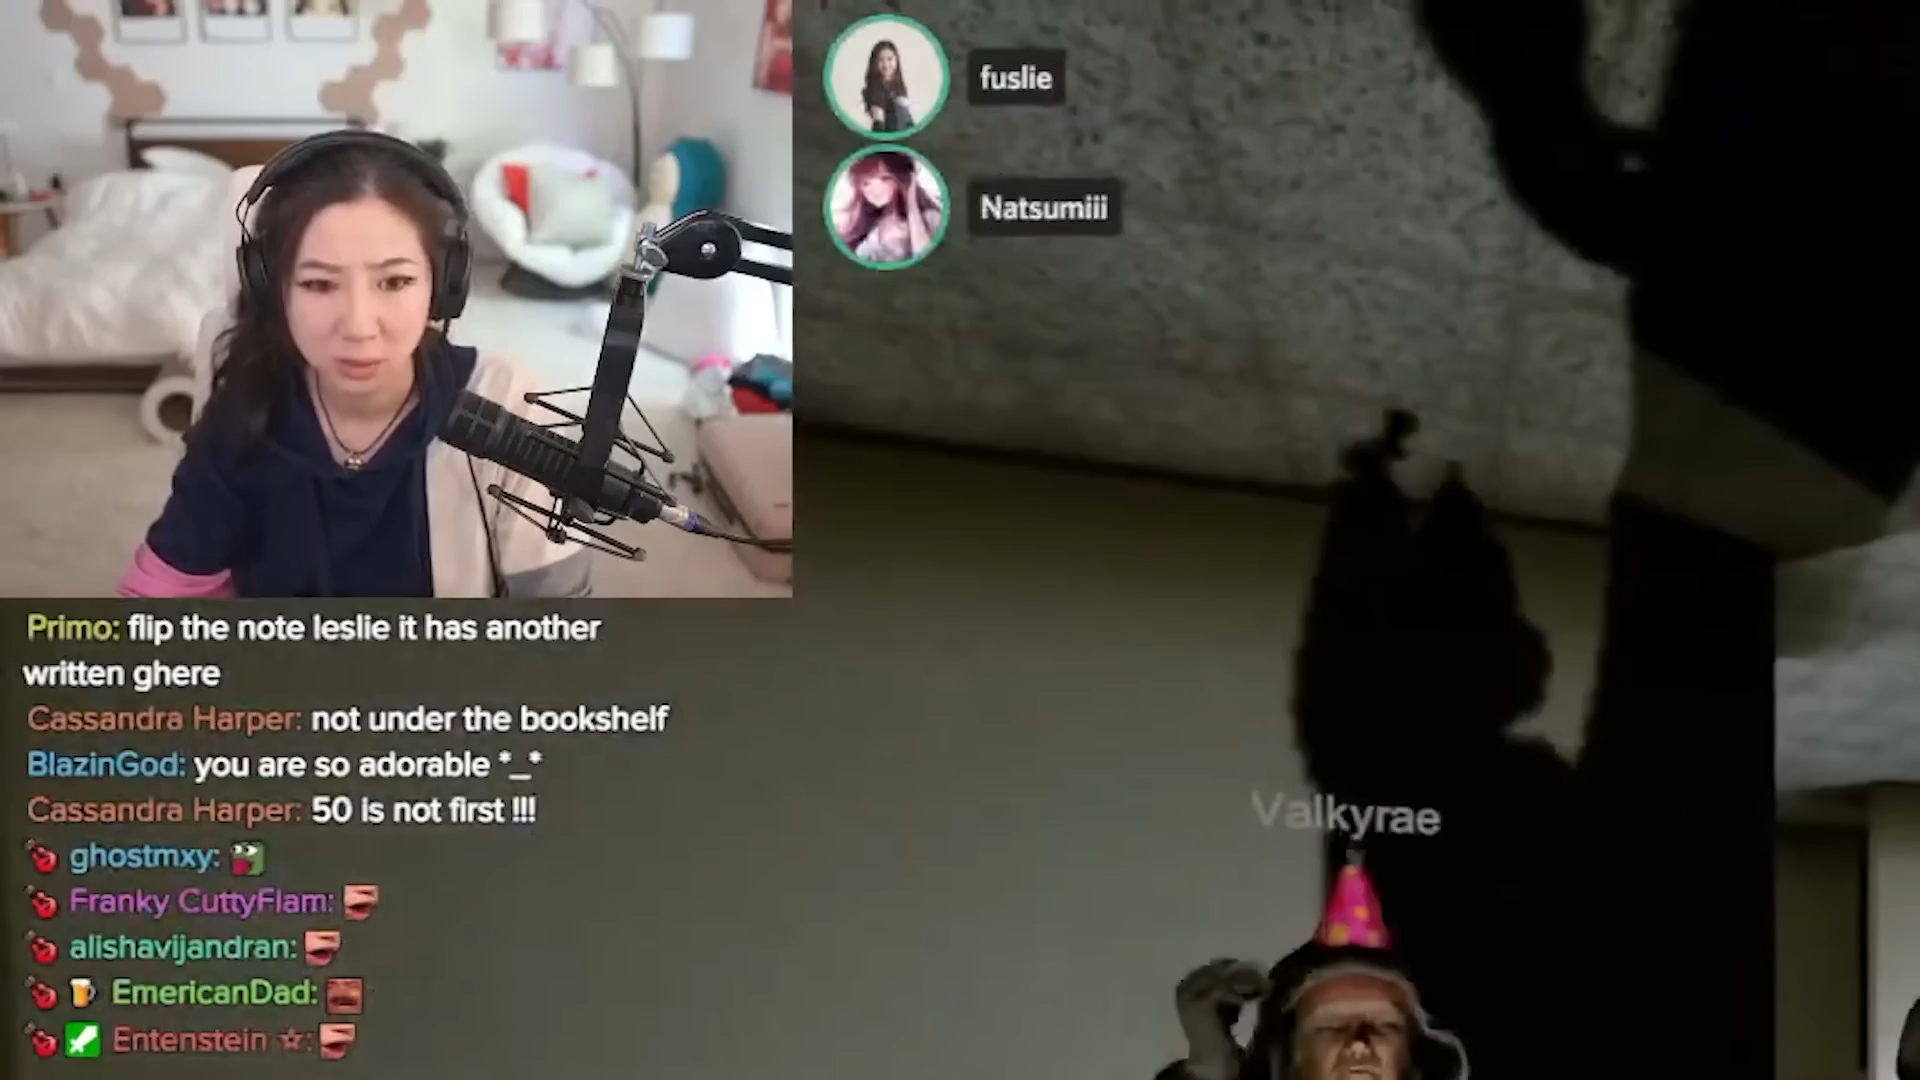 fuslie
Natsumiii
Primo: flip the note leslie it has another
written ghere
Cassandra Harper: not under the bookshelf
BlazinGod: you are so adorable *_*
Cassandra Harper: 50 is not first !!!
ghostmxy:
Franky CuttyFlam:
alishavijandran:
EmericanDad:
Entenstein ☆:
Valkyrae